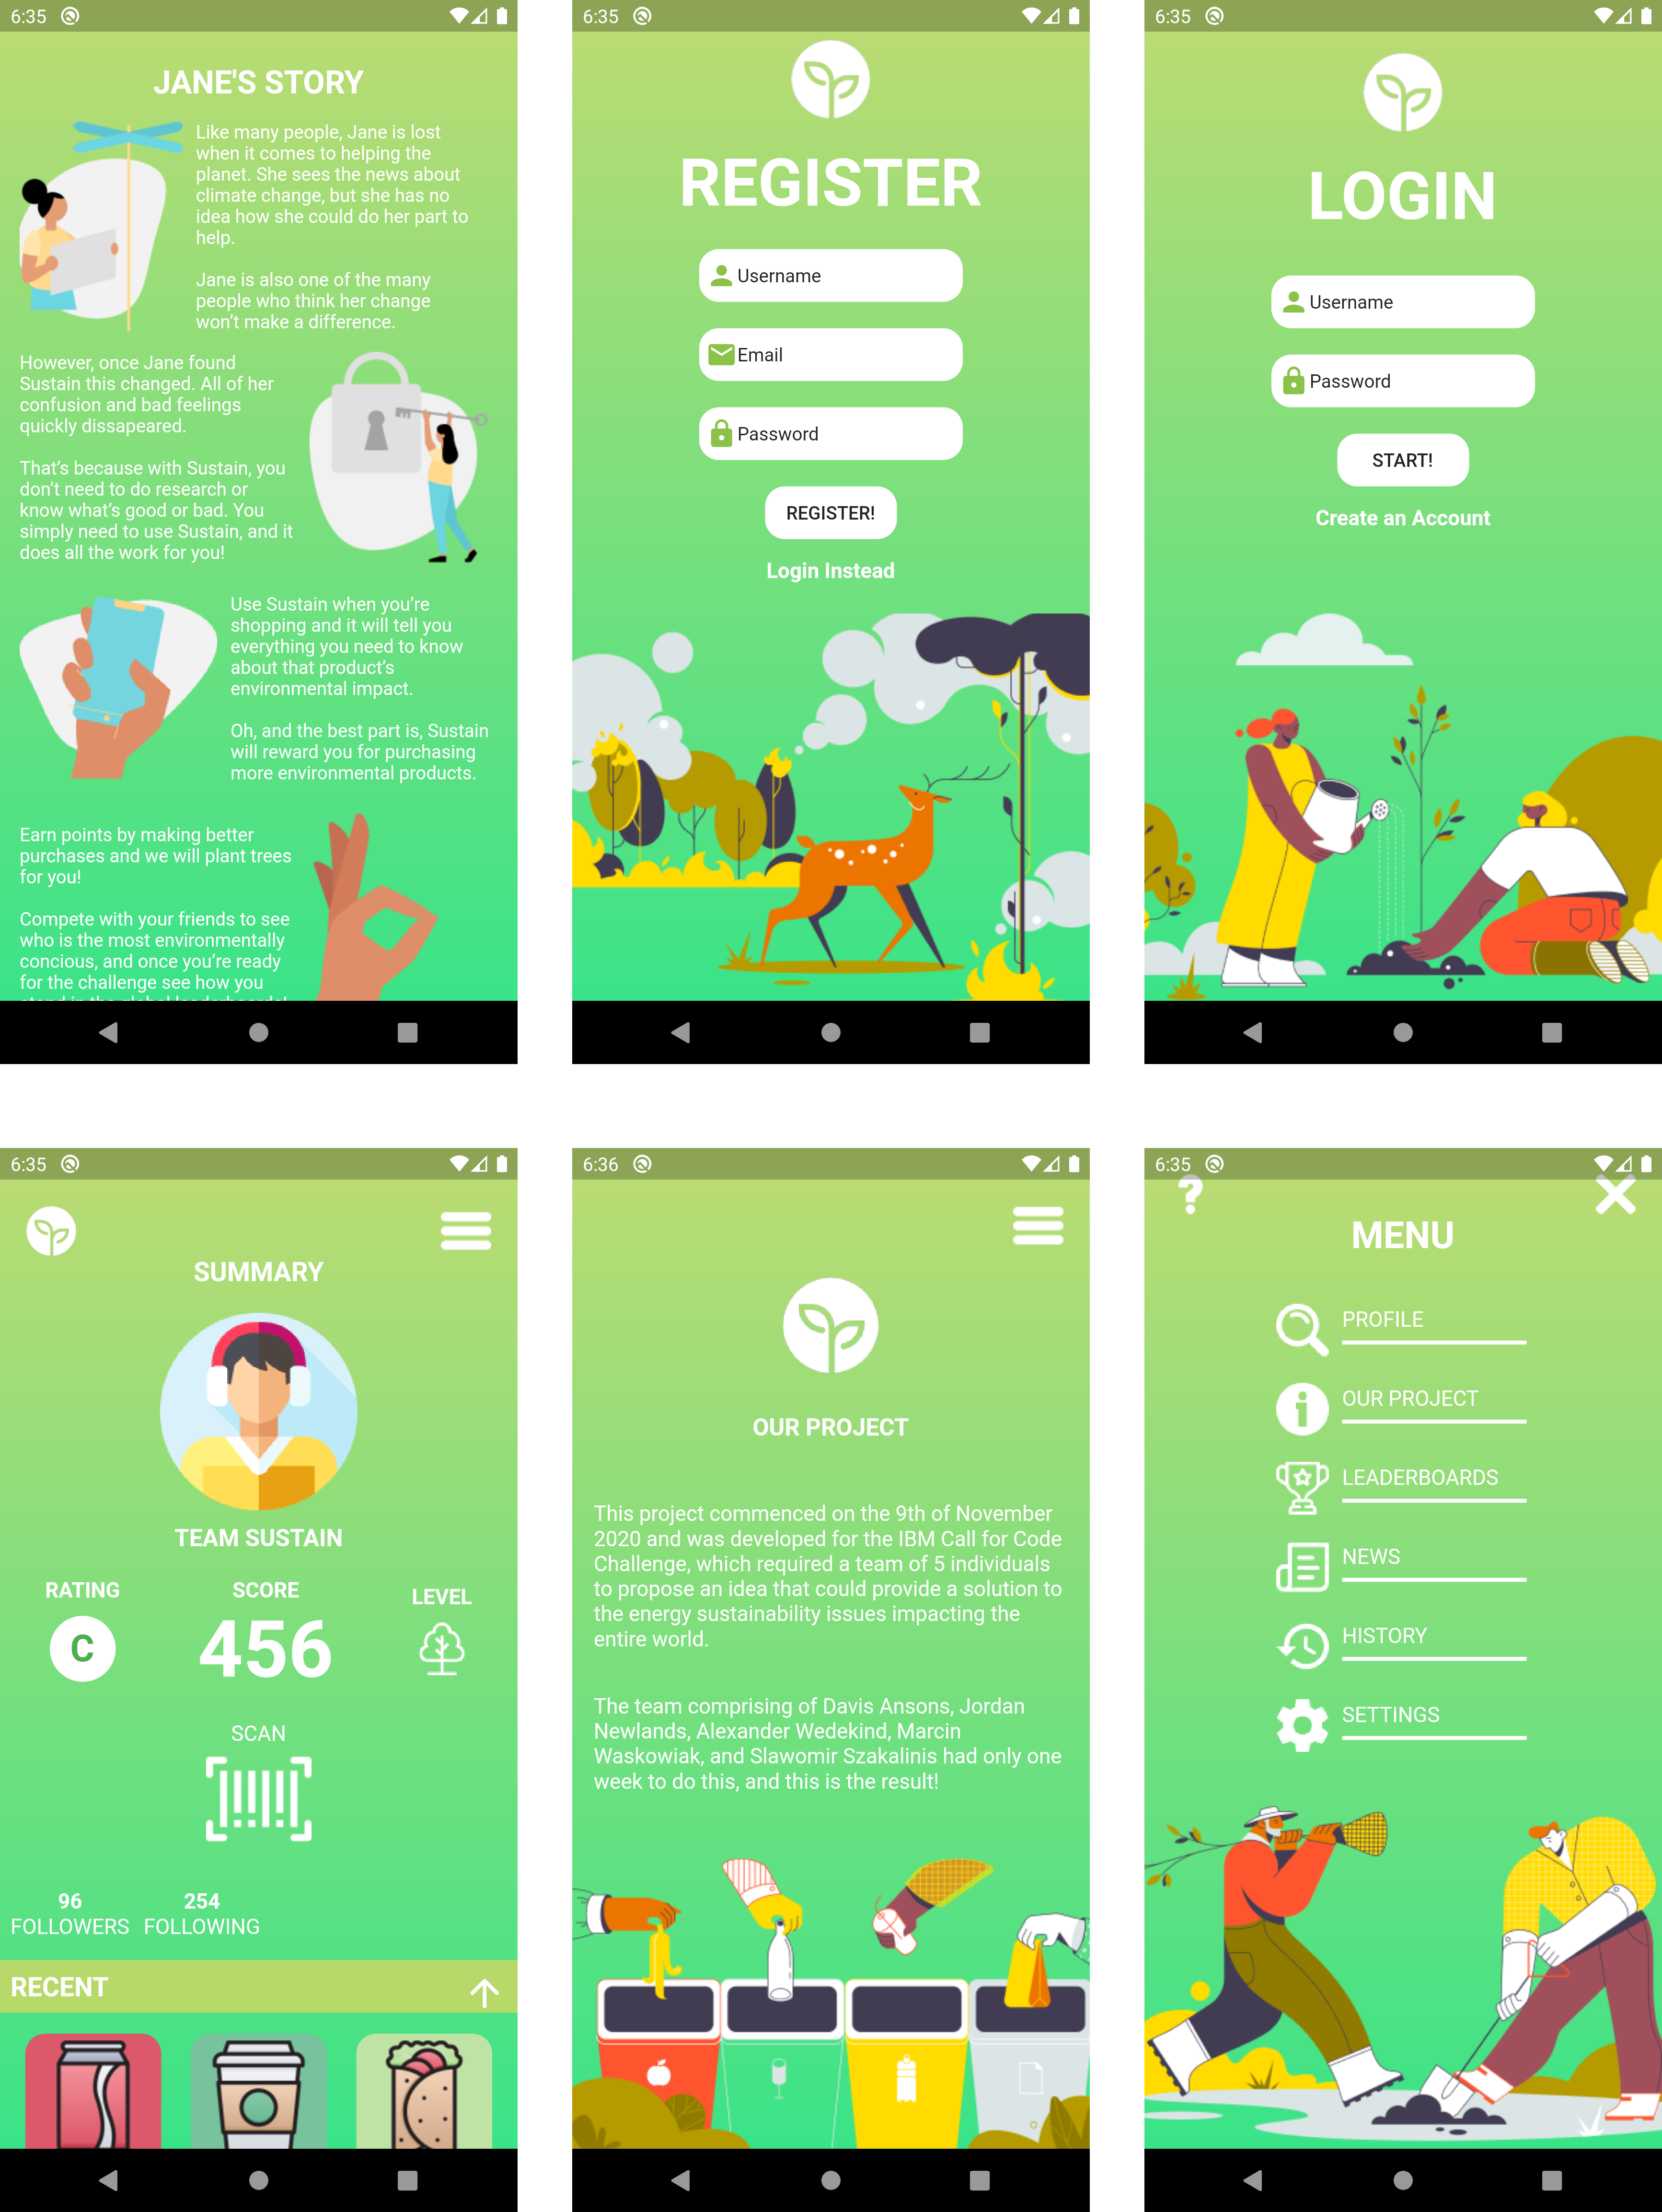 6:35
JANE'S STORY
Like many people, Jane is lost
when it comes to helping the
planet. She sees the news about
climate change, but she has no
idea how she could do her part to
help.
Jane is also one of the many
people who think her change
won't make a difference.
However, once Jane found
Sustain this changed. All of her
confusion and bad feelings
quickly dissapeared.
That's because with Sustain, you
don't need to do research or
know what's good or bad. You
simply need to use Sustain, and it
does all the work for you!
Use Sustain when you're
shopping and it will tell you
everything you need to know
about that product's
environmental impact.
Oh, and the best part is, Sustain
will reward you for purchasing
more environmental products.
Earn points by making better
purchases and we will plant trees
for you!
Compete with your friends to see
who is the most environmentally
concious, and once you're ready
for the challenge see how you
stand in the global leaderboards!
6:35
REGISTER
Username
Email
Password
REGISTER!
Login Instead
6:35
LOGIN
Username
Password
START!
Create an Account
6:35
SUMMARY
TEAM SUSTAIN
RATING
SCORE
LEVEL
C
456
SCAN
96
254
FOLLOWERS
FOLLOWING
RECENT
6:36
OUR PROJECT
This project commenced on the 9th of November
2020 and was developed for the IBM Call for Code
Challenge, which required a team of 5 individuals
to propose an idea that could provide a solution to
the energy sustainability issues impacting the
entire world.
The team comprising of Davis Ansons, Jordan
Newlands, Alexander Wedekind, Marcin
Waskowiak, and Slawomir Szakalinis had only one
week to do this, and this is the result!
6:35
?
MENU
PROFILE
OUR PROJECT
LEADERBOARDS
NEWS
HISTORY
SETTINGS